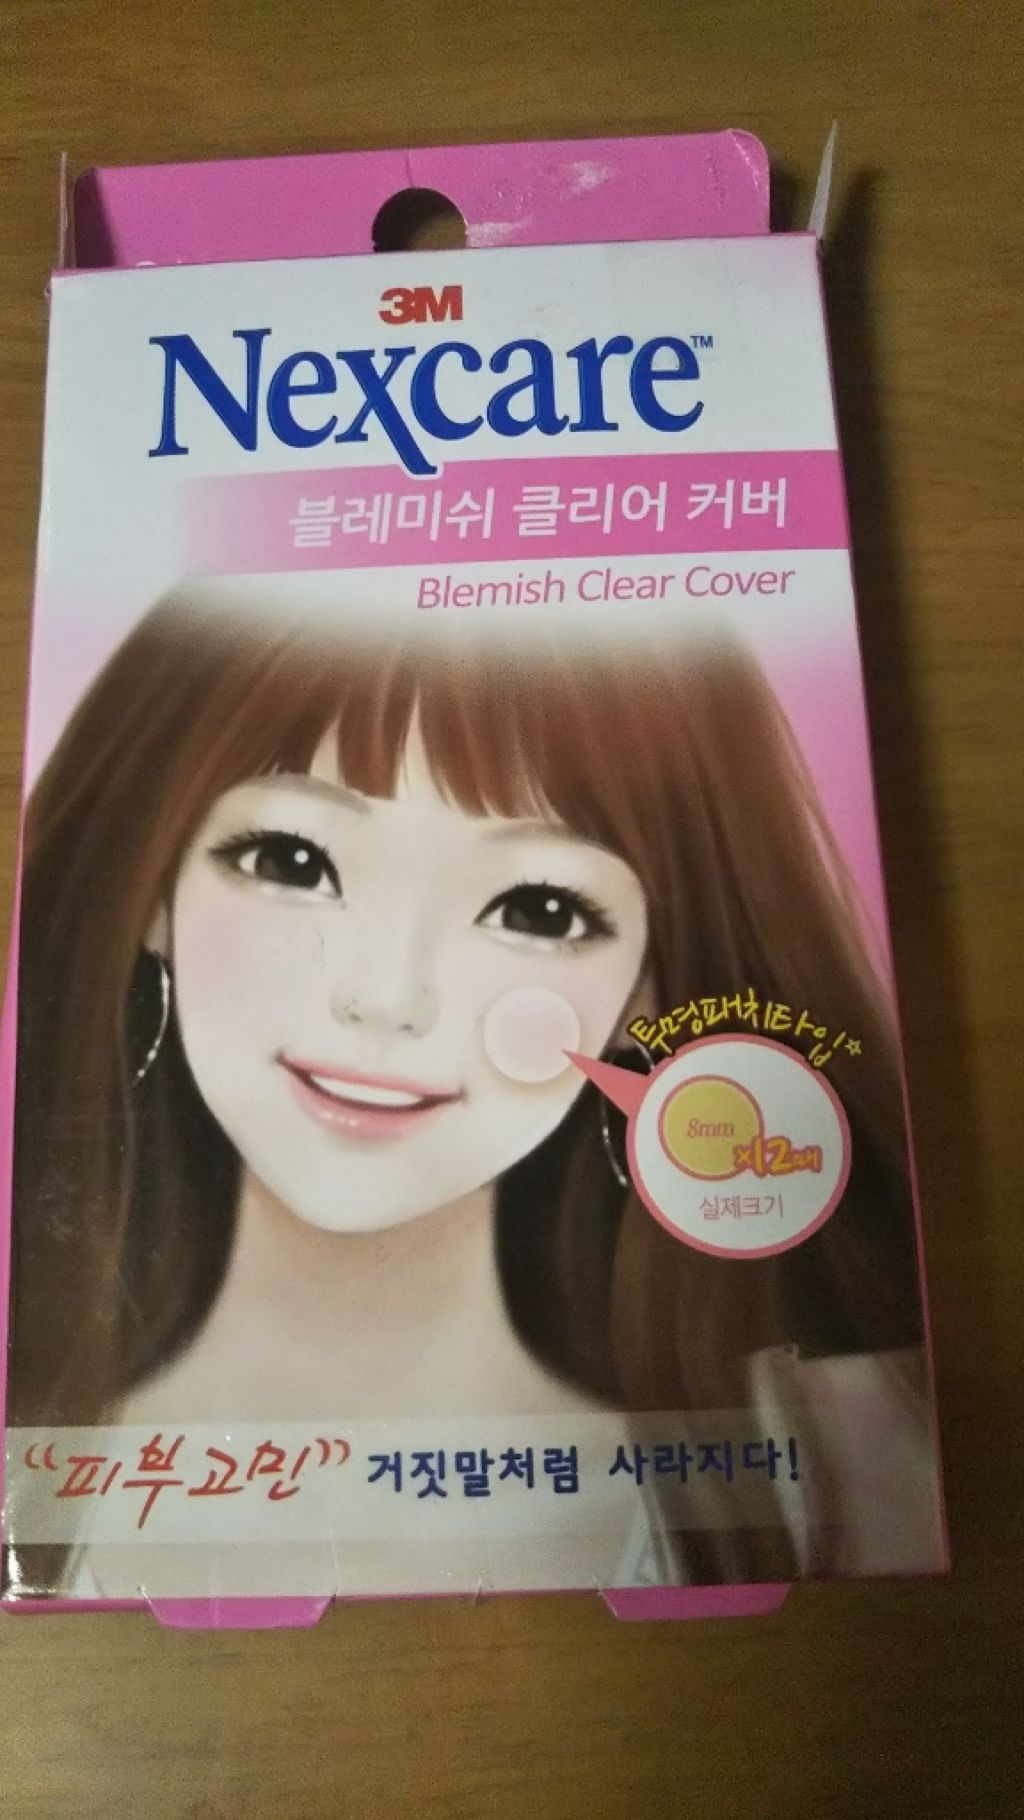 3M
Nexcare™
블레미쉬 클리어 커버
Blemish Clear Cover
투명패치타입☆
8mm
x12매
실제크기
“피부고민” 거짓말처럼 사라지다!